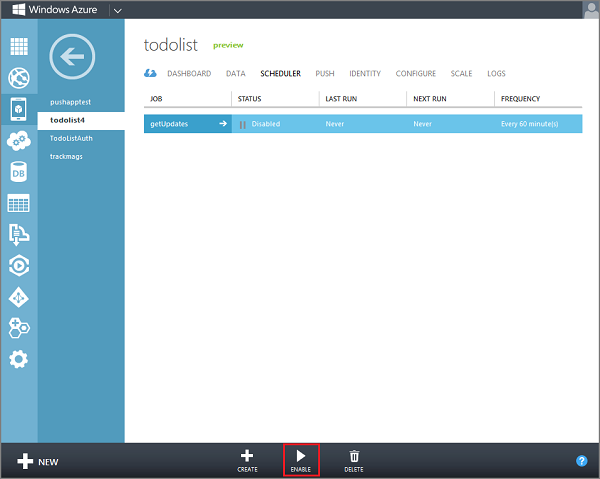 Windows Azure
todolist preview
DASHBOARD DATA SCHEDULER PUSH IDENTITY CONFIGURE SCALE LOGS
pushapptest
todolist4
TodoListAuth
trackmags
JOB STATUS LAST RUN NEXT RUN FREQUENCY
getUpdates Disabled Never Never Every 60 minute(s)
DB
NEW
CREATE
ENABLE
DELETE
?